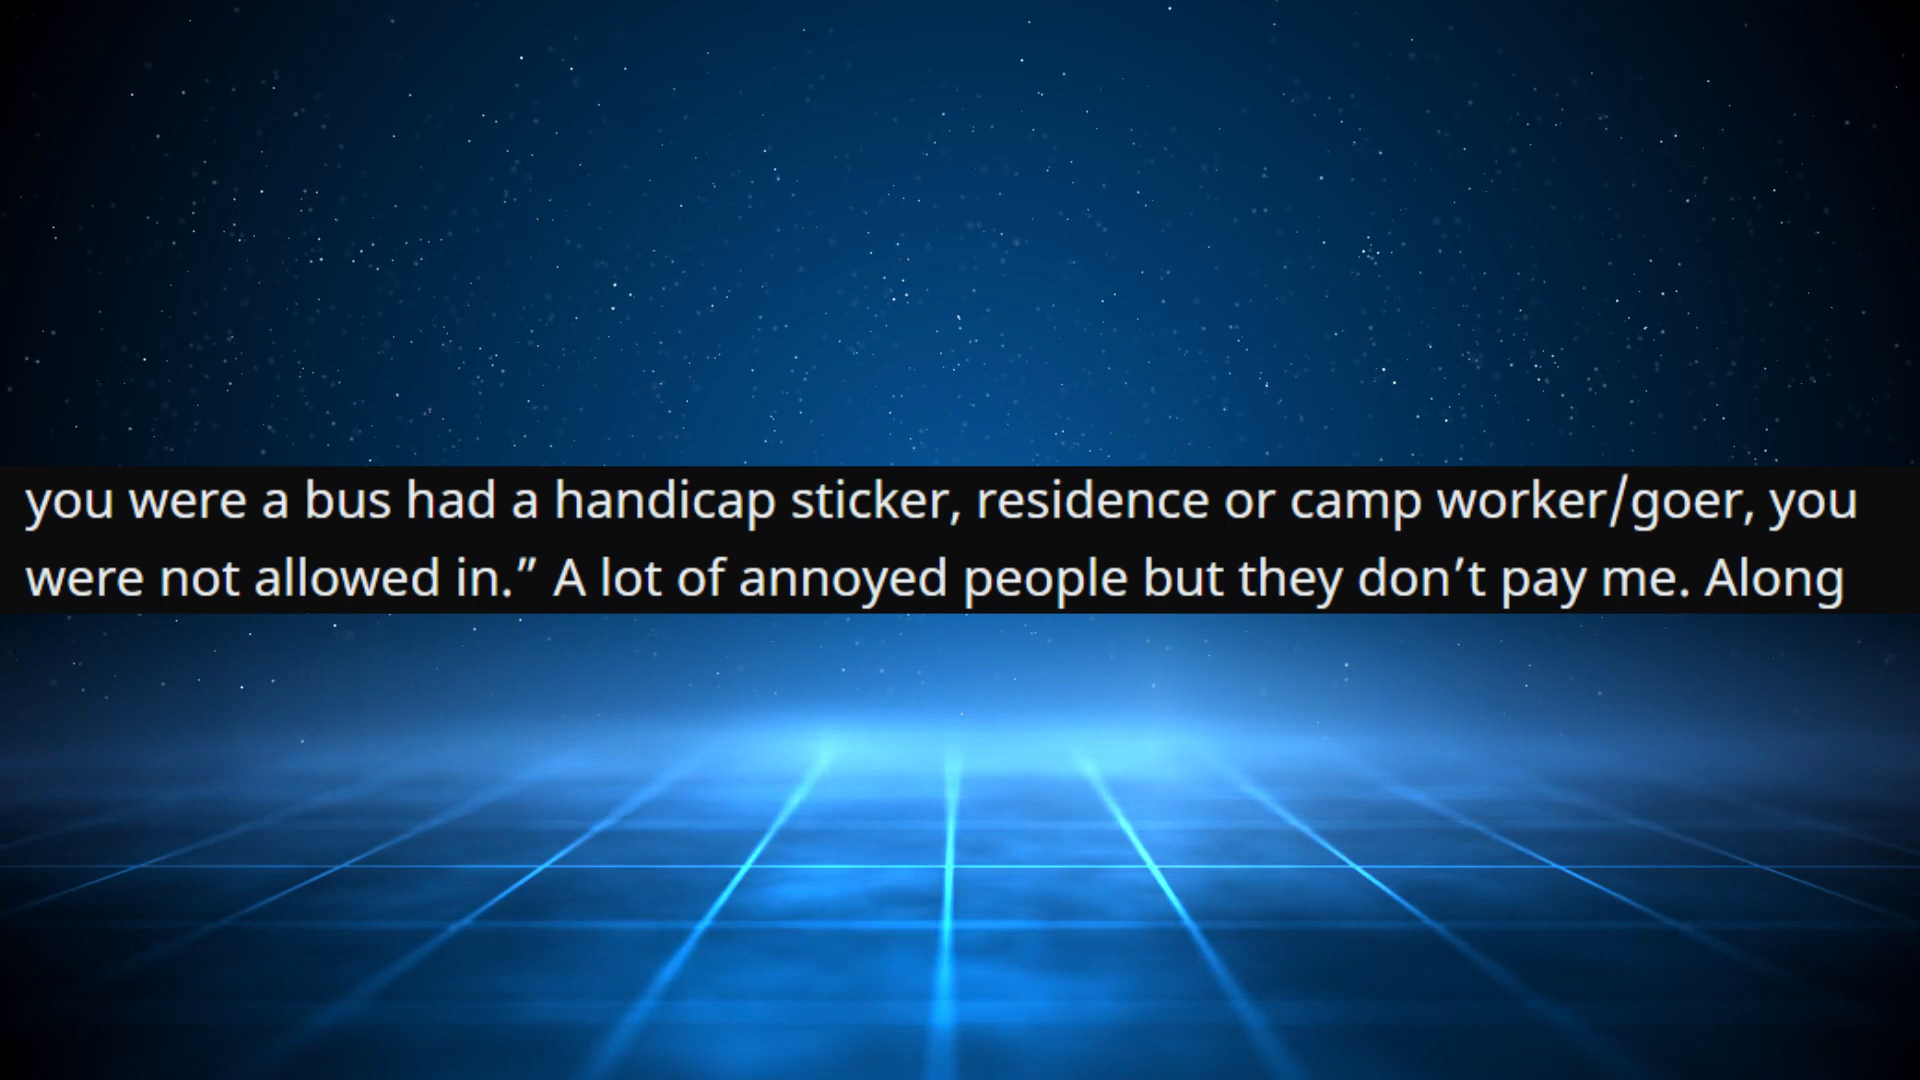 you were a bus had a handicap sticker, residence or camp worker/goer, you
were not allowed in.” A lot of annoyed people but they don’t pay me. Along